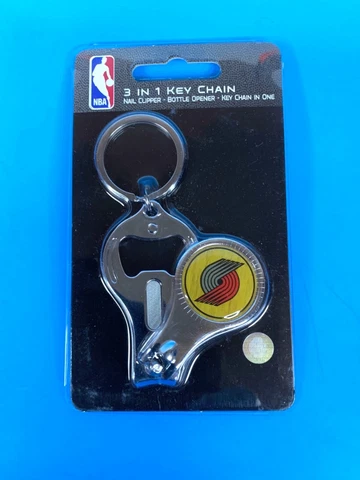 3 IN 1 KEY CHAIN
NAIL CLIPPER - BOTTLE OPENER - KEY CHAIN IN ONE
NBA